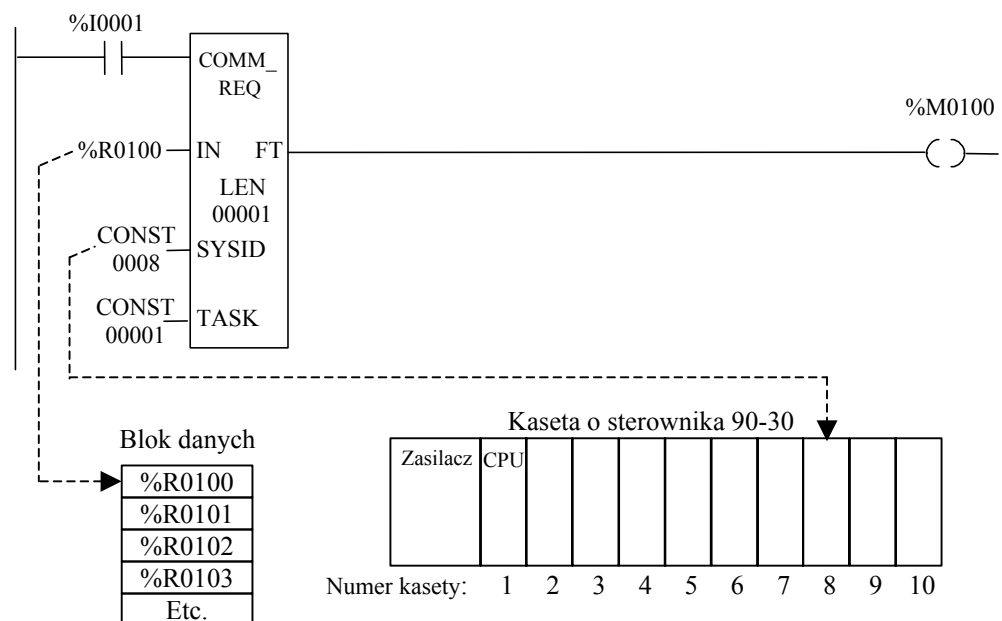 %I0001
COMM_
REQ
%M0100
%R0100 IN FT
LEN
00001
CONST
0008 SYSID
CONST
00001 TASK
Kaseta o sterownika 90-30
Blok danych
Zasilacz CPU
%R0100
%R0101
%R0102
%R0103
Etc.
Numer kasety: 1 2 3 4 5 6 7 8 9 10